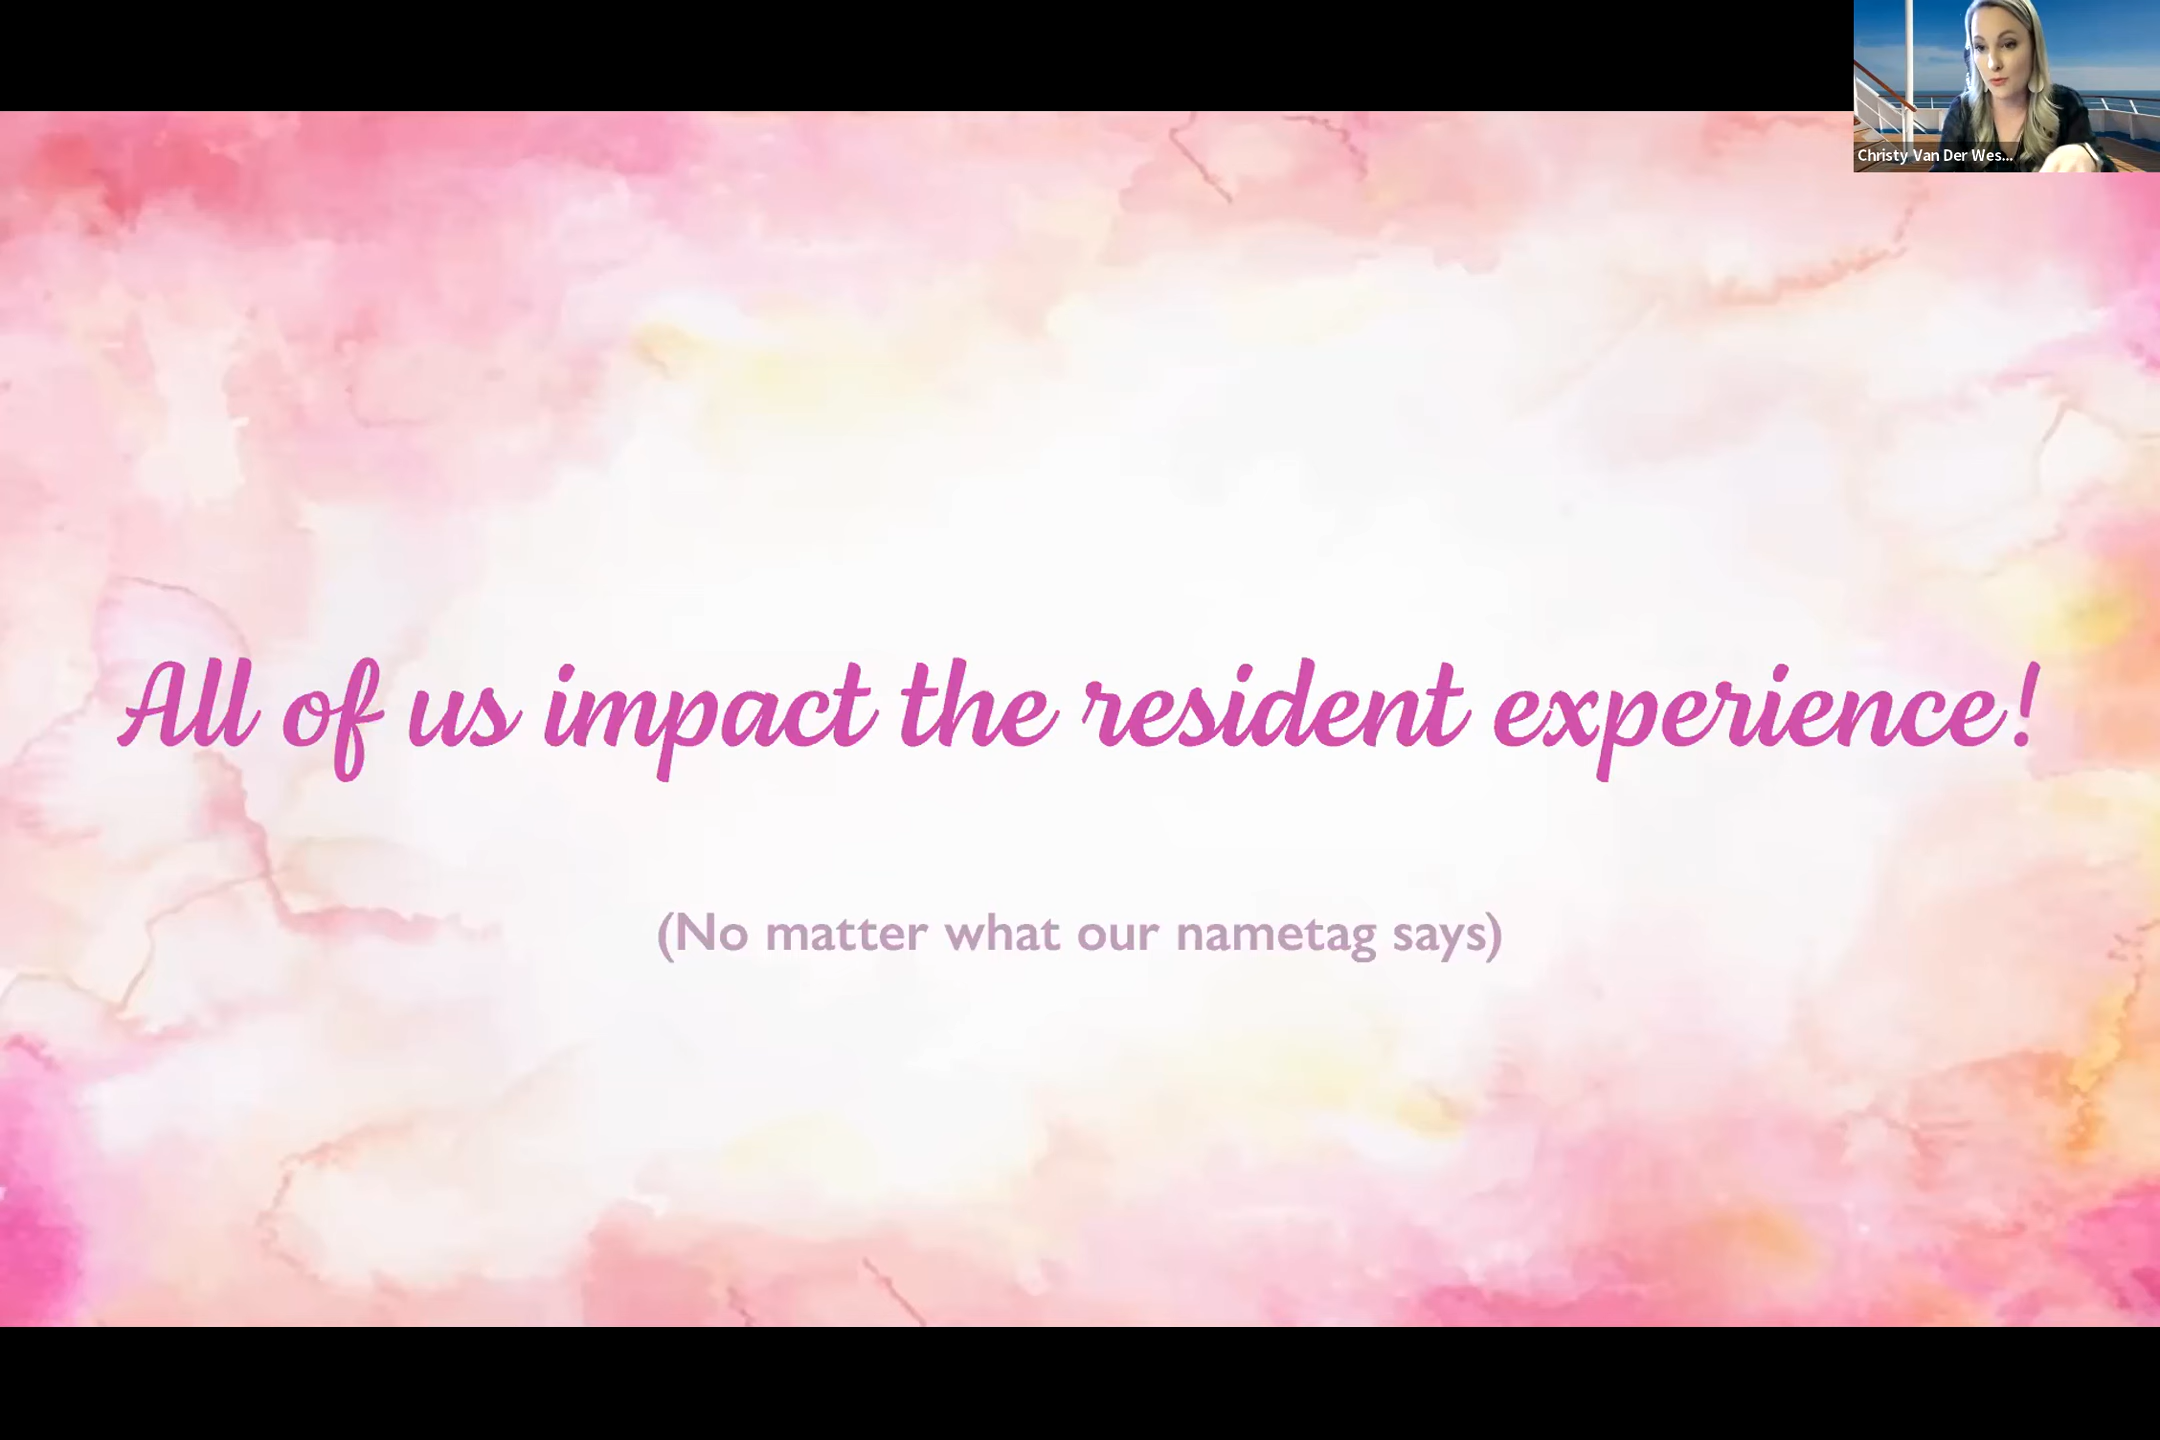 Christy Van Der Wes...
All of us impact the resident experience!
(No matter what our nametag says)